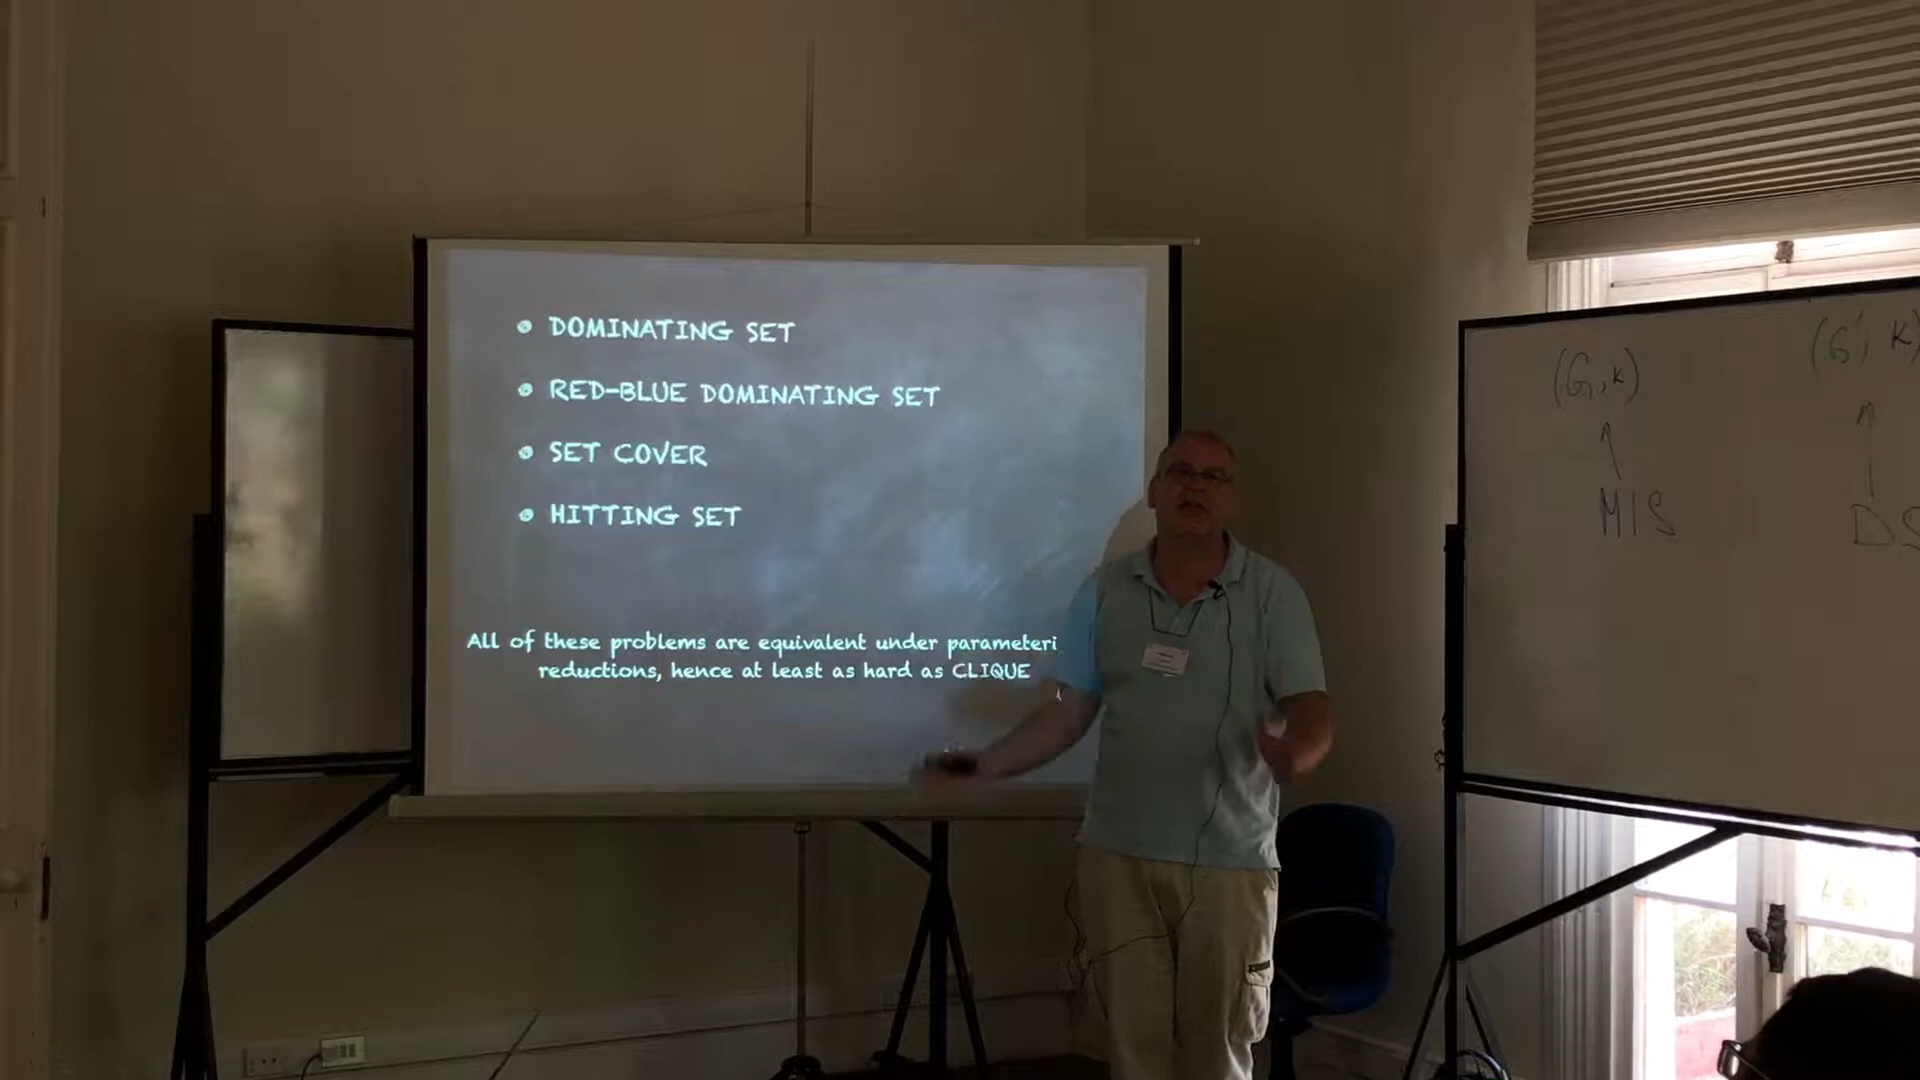 DOMINATING SET
RED-BLUE DOMINATING SET
SET COVER
HITTING SET
All of these problems are equivalent under parameteri
reductions, hence at least as hard as CLIQUE
(G, k)
MIS
(G', k)
DS